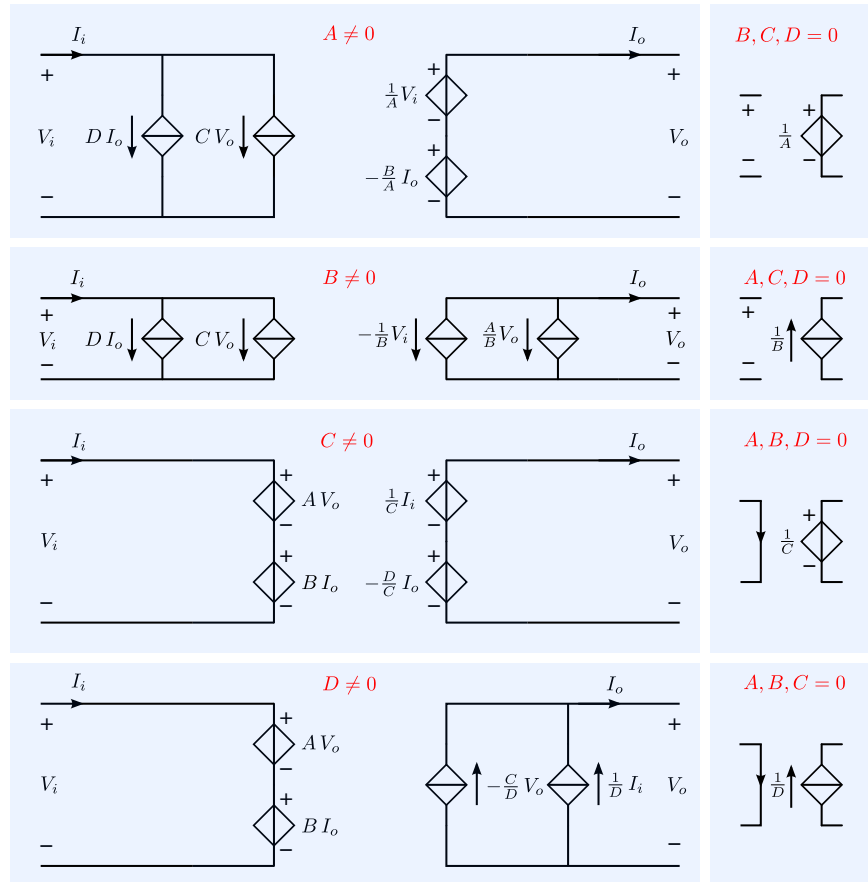 I_i A ≠ 0 I_o B, C, D = 0
+ + + + +
V_i D I_o C V_o 1/A V_i − + −B/A I_o − V_o 1/A
− − − −
I_i B ≠ 0 I_o A, C, D = 0
+ + +
V_i D I_o C V_o −1/B V_i A/B V_o V_o 1/B
− − −
I_i C ≠ 0 I_o A, B, D = 0
+ + + + +
V_i A V_o − + B I_o − 1/C I_i − + −D/C I_o − V_o 1/C
− − −
I_i D ≠ 0 I_o A, B, C = 0
+ + +
V_i A V_o − + B I_o − −C/D V_o 1/D I_i V_o 1/D
− −